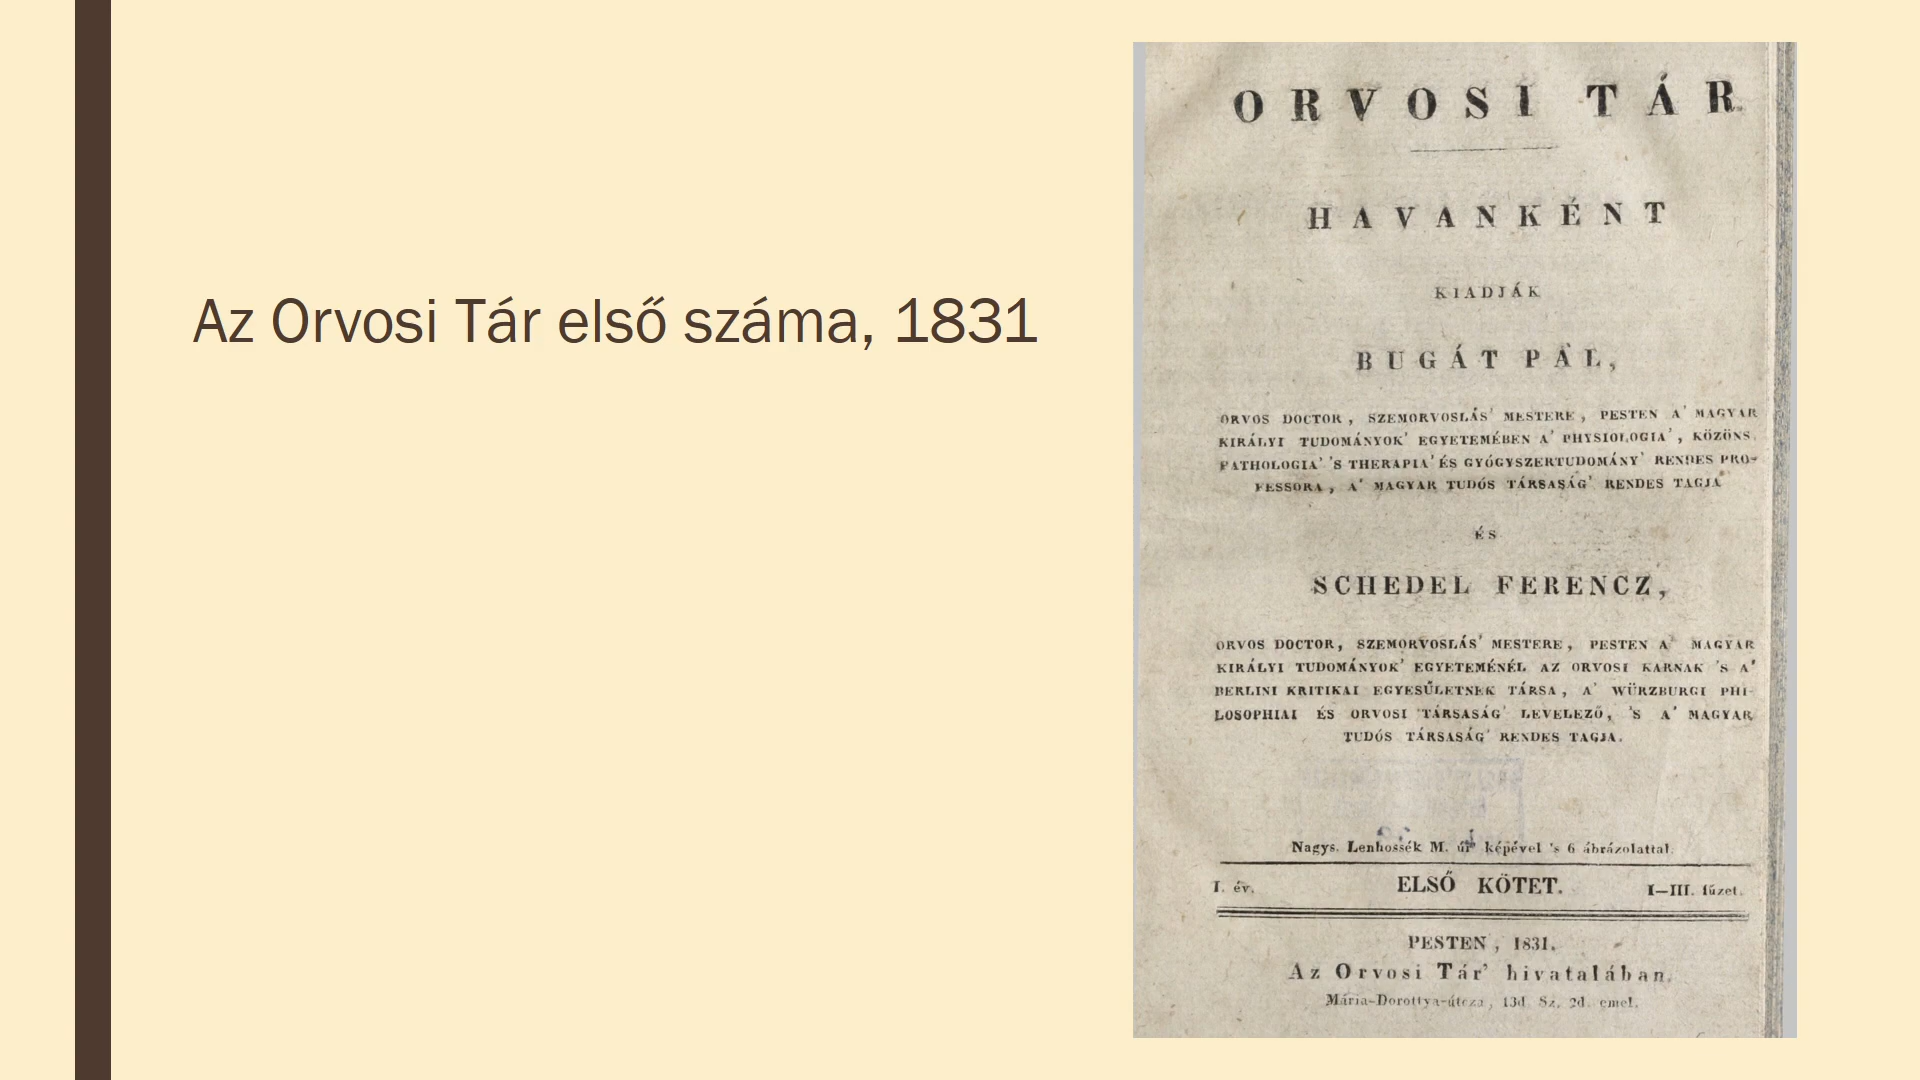 Az Orvosi Tár első száma, 1831
ORVOSI TÁR
HAVANKÉNT
KIADJÁK
BUGÁT PÁL,
ORVOS DOCTOR, SZEMORVOSLÁS' MESTERE, PESTEN A' MAGYAR
KIRÁLYI TUDOMÁNYOK' EGYETEMÉBEN A' PHYSIOLOGIA', KÖZÖNS.
PATHOLOGIA' 'S THERAPIA' ÉS GYÓGYSZERTUDOMÁNY' RENDES PRO-
FESSORA, A' MAGYAR TUDÓS TÁRSASÁG' RENDES TAGJA
ÉS
SCHEDEL FERENCZ,
ORVOS DOCTOR, SZEMORVOSLÁS' MESTERE, PESTEN A' MAGYAR
KIRÁLYI TUDOMÁNYOK' EGYETEMÉNÉL AZ ORVOSI KARNAK 'S A'
BERLINI KRITIKAI EGYESŰLETNEK TÁRSA, A' WÜRZBURGI PHI-
LOSOPHIAI ÉS ORVOSI TÁRSASÁG' LEVELEZŐ, 'S A' MAGYAR
TUDÓS TÁRSASÁG' RENDES TAGJA.
Nagys. Lenhossék M. úr képével 's 6 ábrázolattal.
I. év. ELSŐ KÖTET. I—III. füzet.
PESTEN, 1831.
Az Orvosi Tár' hivatalában.
Mária-Dorottya-útcza, 13d. Sz. 2d. emel.